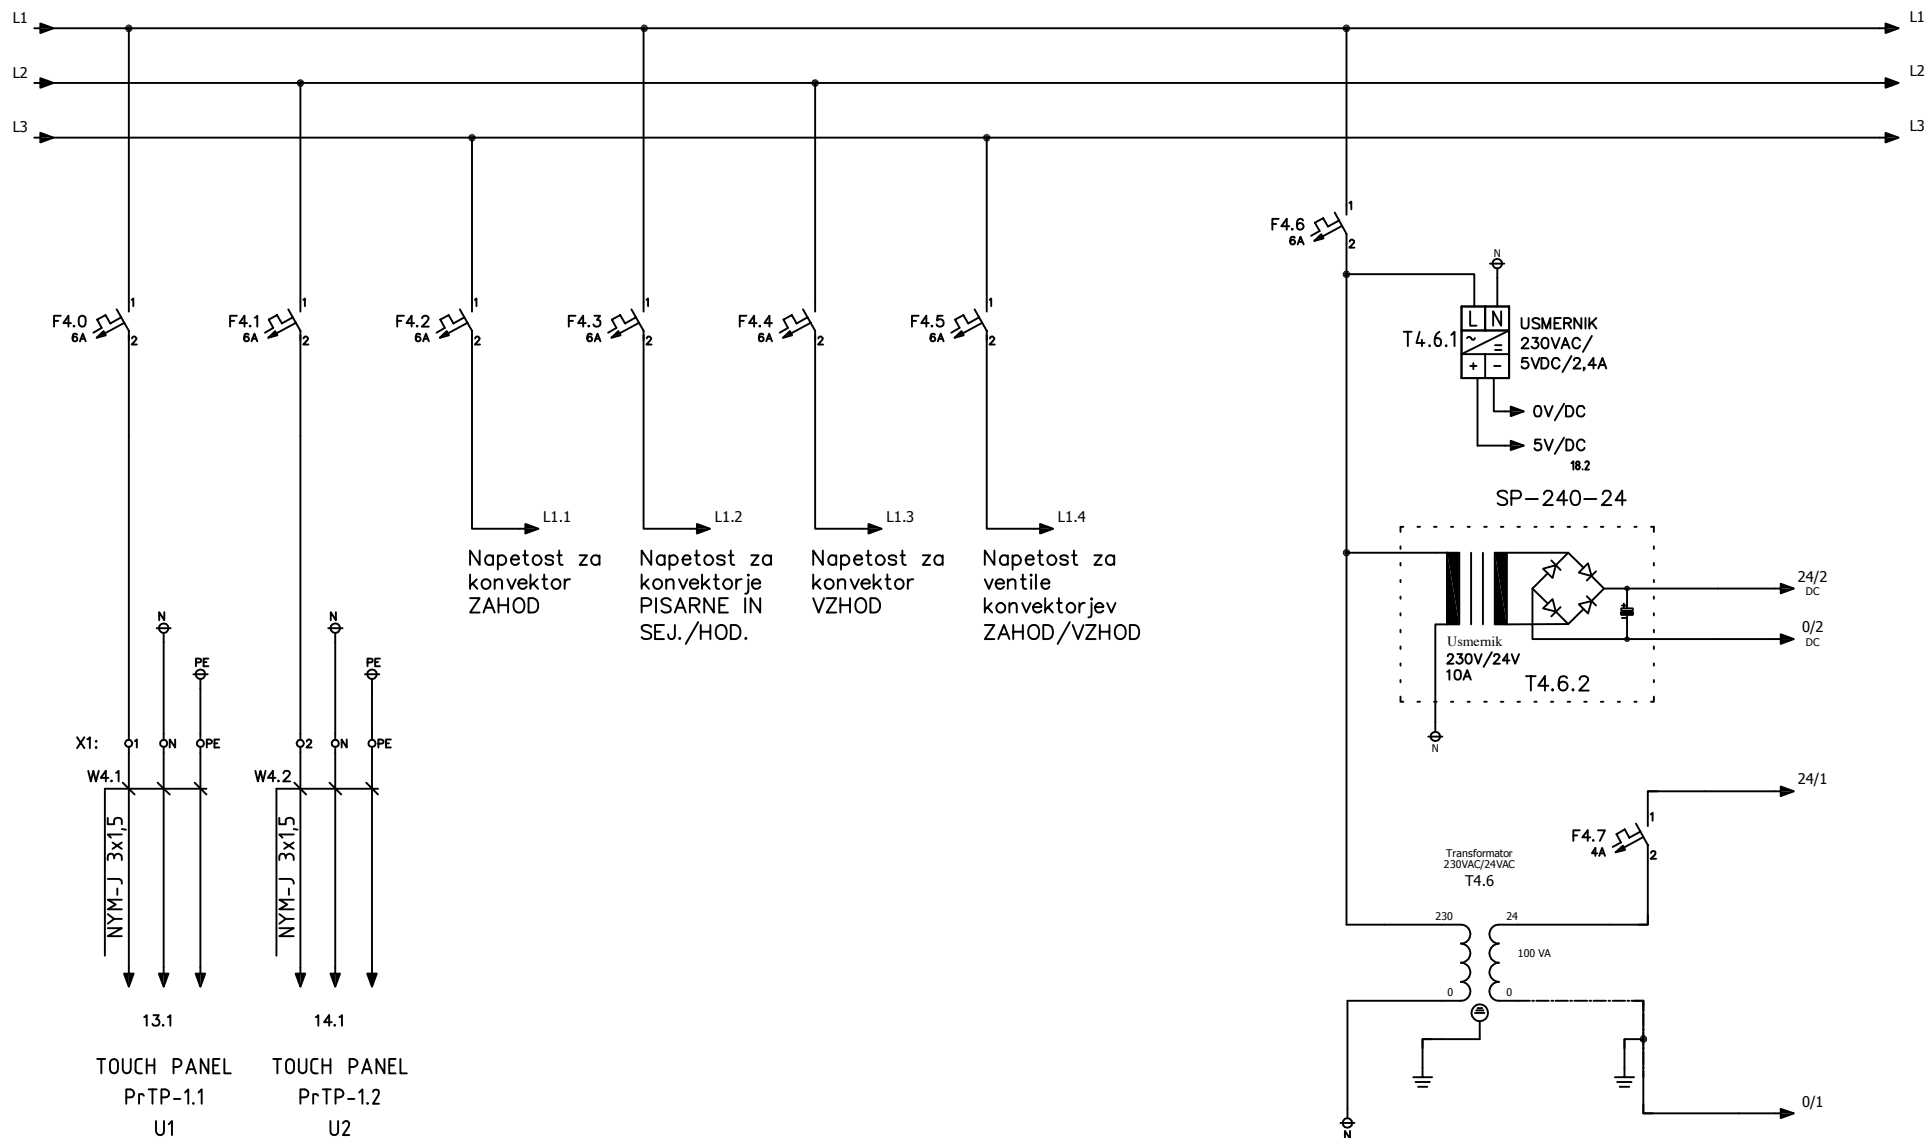 L1
L1
L2
L2
L3
L3
F4.0
6A
1
2
F4.1
6A
1
2
F4.2
6A
1
2
F4.3
6A
1
2
F4.4
6A
1
2
F4.5
6A
1
2
F4.6
6A
1
2
N
L N
T4.6.1
~
=
+ -
USMERNIK
230VAC/
5VDC/2,4A
0V/DC
5V/DC
18.2
SP-240-24
L1.1
Napetost za
konvektor
ZAHOD
L1.2
Napetost za
konvektorje
PISARNE IN
SEJ./HOD.
L1.3
Napetost za
konvektor
VZHOD
L1.4
Napetost za
ventile
konvektorjev
ZAHOD/VZHOD
24/2
DC
0/2
DC
+
Usmernik
230V/24V
10A
T4.6.2
N
N
PE
N
PE
X1:
1
N
PE
2
N
PE
W4.1
NYM-J 3x1,5
W4.2
NYM-J 3x1,5
13.1
TOUCH PANEL
PrTP-1.1
U1
14.1
TOUCH PANEL
PrTP-1.2
U2
24/1
F4.7
4A
1
2
Transformator
230VAC/24VAC
T4.6
230
24
100 VA
0
0
0/1
N